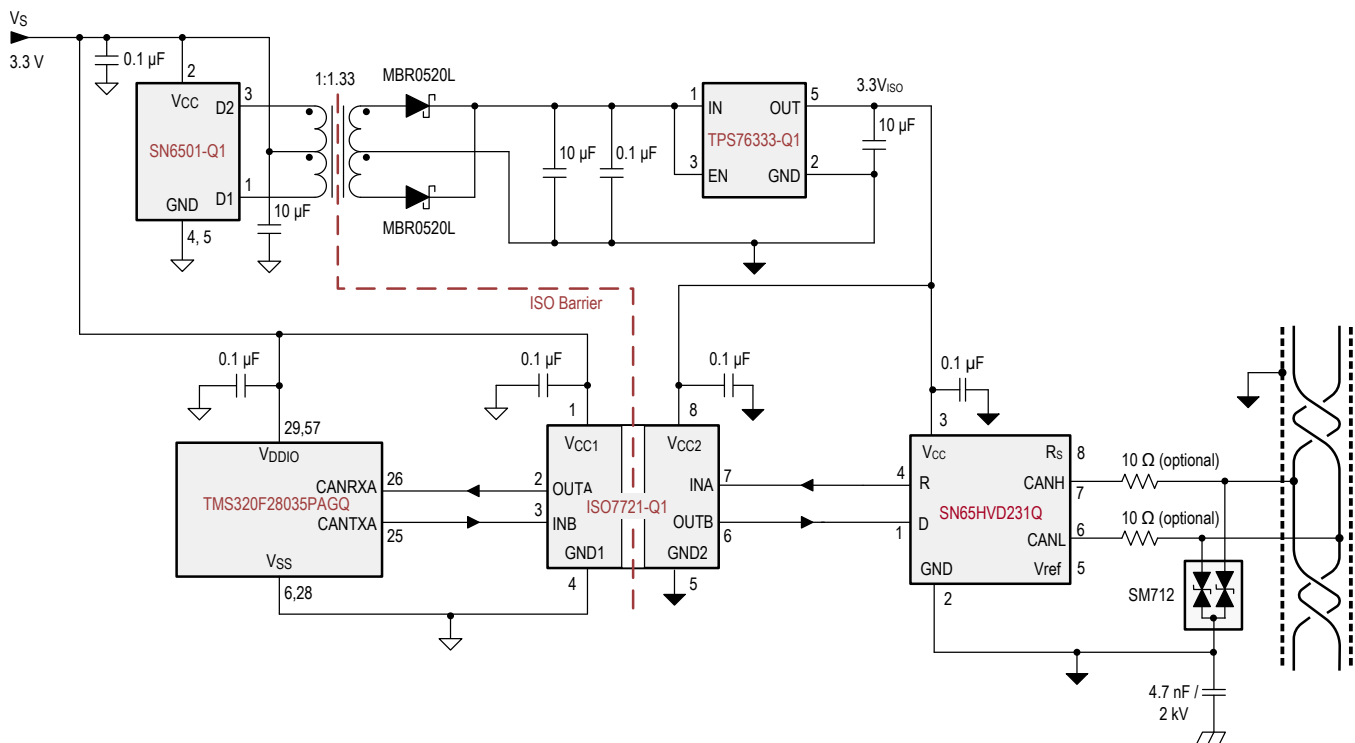 VS
3.3 V
0.1 µF
2
VCC
D2
3
SN6501-Q1
D1
1
GND
4, 5
10 µF
1:1.33
MBR0520L
MBR0520L
10 µF
0.1 µF
1
IN
OUT
5
TPS76333-Q1
3
EN
GND
2
3.3VISO
10 µF
ISO Barrier
0.1 µF
29,57
VDDIO
CANRXA
26
TMS320F28035PAGQ
CANTXA
25
VSS
6,28
0.1 µF
1
VCC1
2
OUTA
3
INB
GND1
4
ISO7721-Q1
0.1 µF
8
VCC2
INA
7
OUTB
6
GND2
5
0.1 µF
3
VCC
RS
8
4
R
CANH
7
SN65HVD231Q
1
D
CANL
6
GND
Vref
5
2
10 Ω (optional)
10 Ω (optional)
SM712
4.7 nF /
2 kV